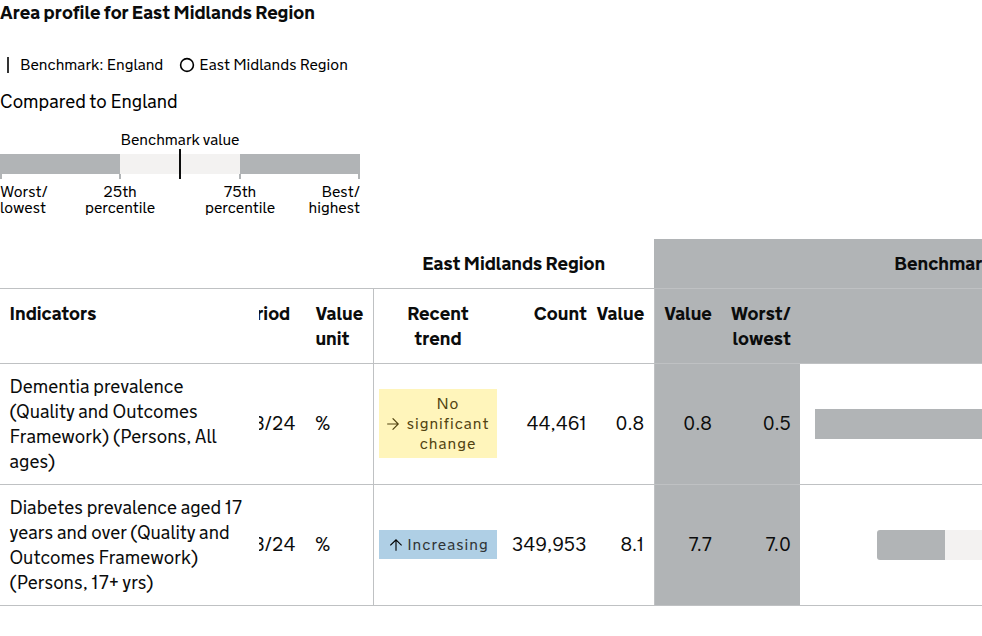 Area profile for East Midlands Region
Benchmark: England East Midlands Region
Compared to England
Benchmark value
Worst/ 25th 75th Best/
lowest percentile percentile highest
East Midlands Region Benchmar
Indicators riod Value Recent Count Value Value Worst/
unit trend lowest
Dementia prevalence
(Quality and Outcomes
Framework) (Persons, All
ages)
3/24 %
No
→ significant
change
44,461 0.8 0.8 0.5
Diabetes prevalence aged 17
years and over (Quality and
Outcomes Framework)
(Persons, 17+ yrs)
3/24 % ↑ Increasing 349,953 8.1 7.7 7.0